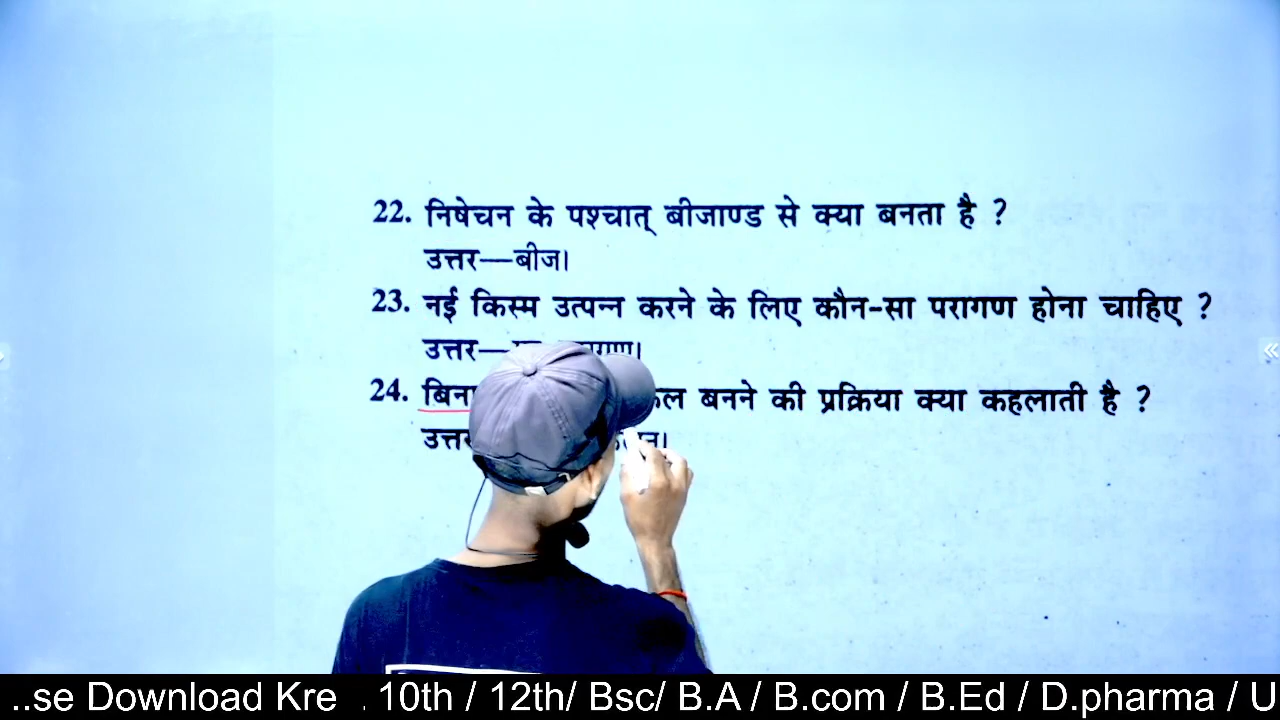 22. निषेचन के पश्चात् बीजाण्ड से क्या बनता है ?
उत्तर—बीज।
23. नई किस्म उत्पन्न करने के लिए कौन-सा परागण होना चाहिए ?
उत्तर—
24. बिना बनने की प्रक्रिया क्या कहलाती है ?
उत्तर
..se Download Kre . 10th / 12th/ Bsc/ B.A / B.com / B.Ed / D.pharma / U